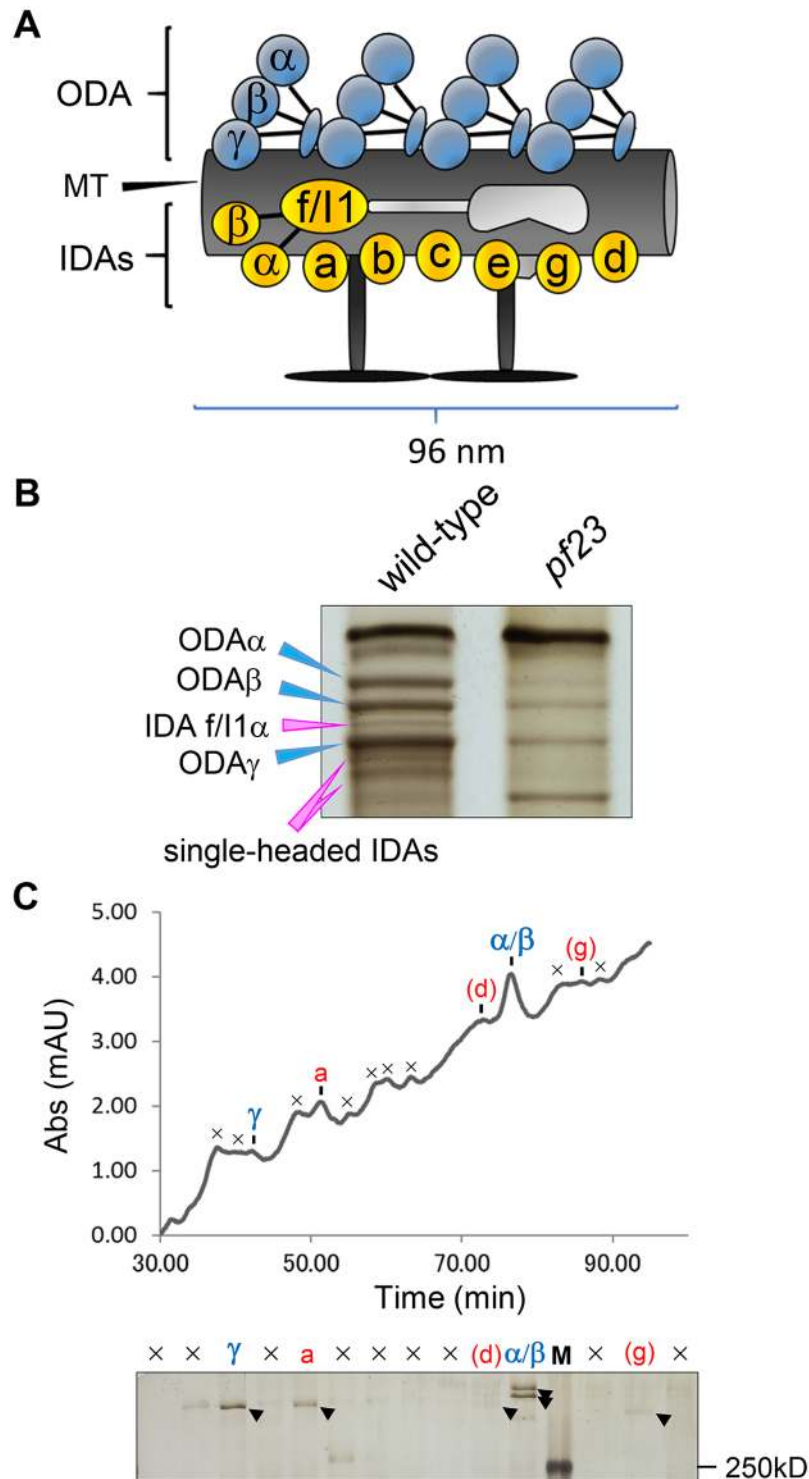 A
ODA
α
β
γ
MT
IDAs
β
f/I1
α
a
b
c
e
g
d
96 nm
B
wild-type
pf23
ODAα
ODAβ
IDA f/I1α
ODAγ
single-headed IDAs
C
5.00
4.00
3.00
2.00
1.00
0.00
Abs (mAU)
× × γ × a × × × × (d) α/β × (g) ×
30.00 50.00 70.00 90.00
Time (min)
× × γ × a × × × × (d) α/β M × (g) ×
250kD